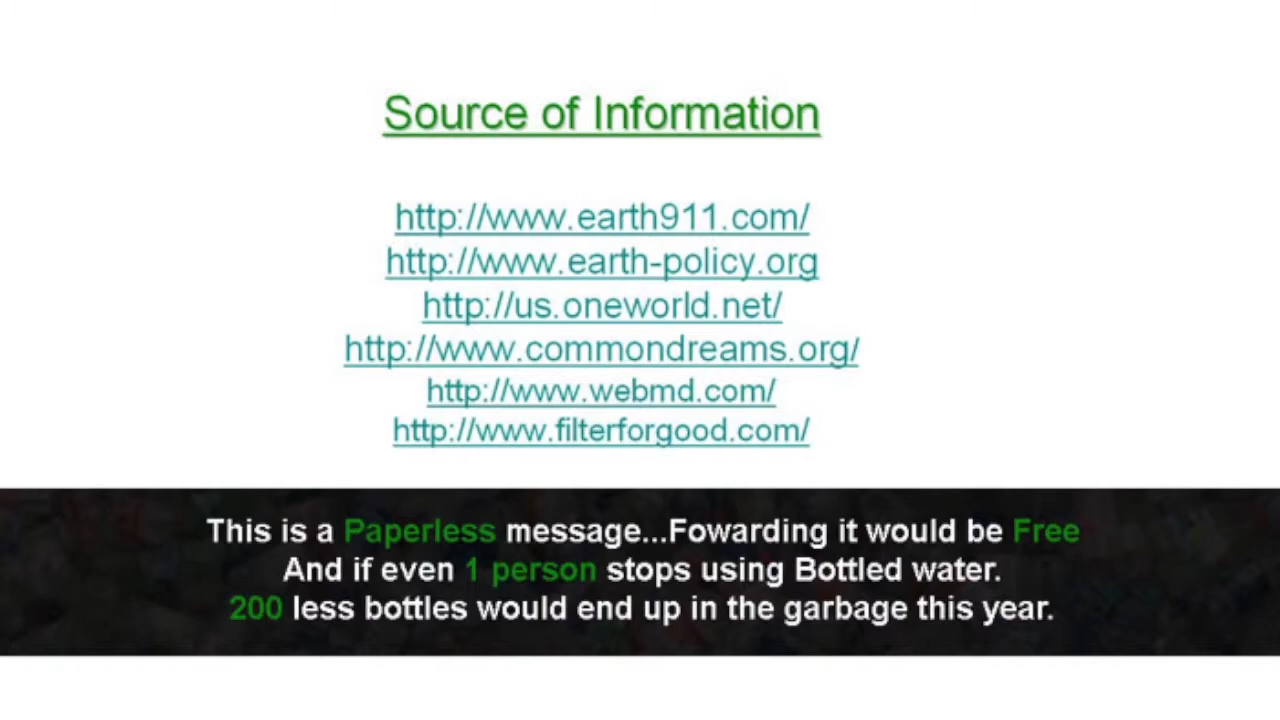 Source of Information
http://www.earth911.com/
http://www.earth-policy.org
http://us.oneworld.net/
http://www.commondreams.org/
http://www.webmd.com/
http://www.filterforgood.com/
This is a Paperless message...Fowarding it would be Free
And if even 1 person stops using Bottled water.
200 less bottles would end up in the garbage this year.